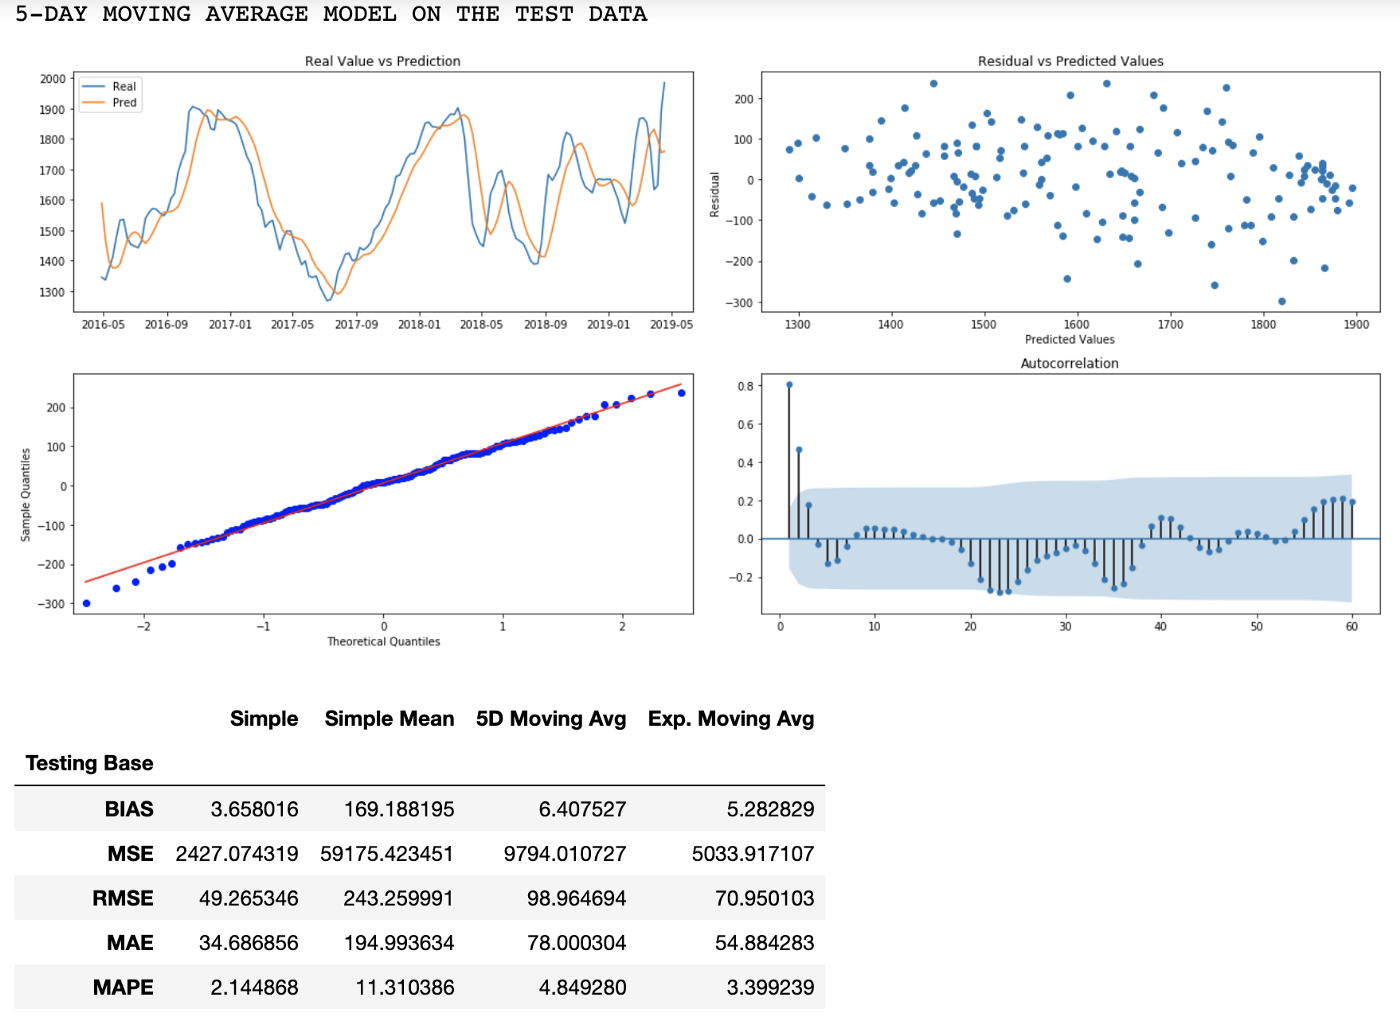 5-DAY MOVING AVERAGE MODEL ON THE TEST DATA
Real Value vs Prediction
2000
1900
1800
1700
1600
1500
1400
1300
Real
Pred
2016-05 2016-09 2017-01 2017-05 2017-09 2018-01 2018-05 2018-09 2019-01 2019-05
Residual vs Predicted Values
Residual
200
100
0
−100
−200
−300
1300 1400 1500 1600 1700 1800 1900
Predicted Values
Sample Quantiles
200
100
0
−100
−200
−300
−2 −1 0 1 2
Theoretical Quantiles
Autocorrelation
0.8
0.6
0.4
0.2
0.0
−0.2
0 10 20 30 40 50 60
Simple Simple Mean 5D Moving Avg Exp. Moving Avg
Testing Base
BIAS 3.658016 169.188195 6.407527 5.282829
MSE 2427.074319 59175.423451 9794.010727 5033.917107
RMSE 49.265346 243.259991 98.964694 70.950103
MAE 34.686856 194.993634 78.000304 54.884283
MAPE 2.144868 11.310386 4.849280 3.399239